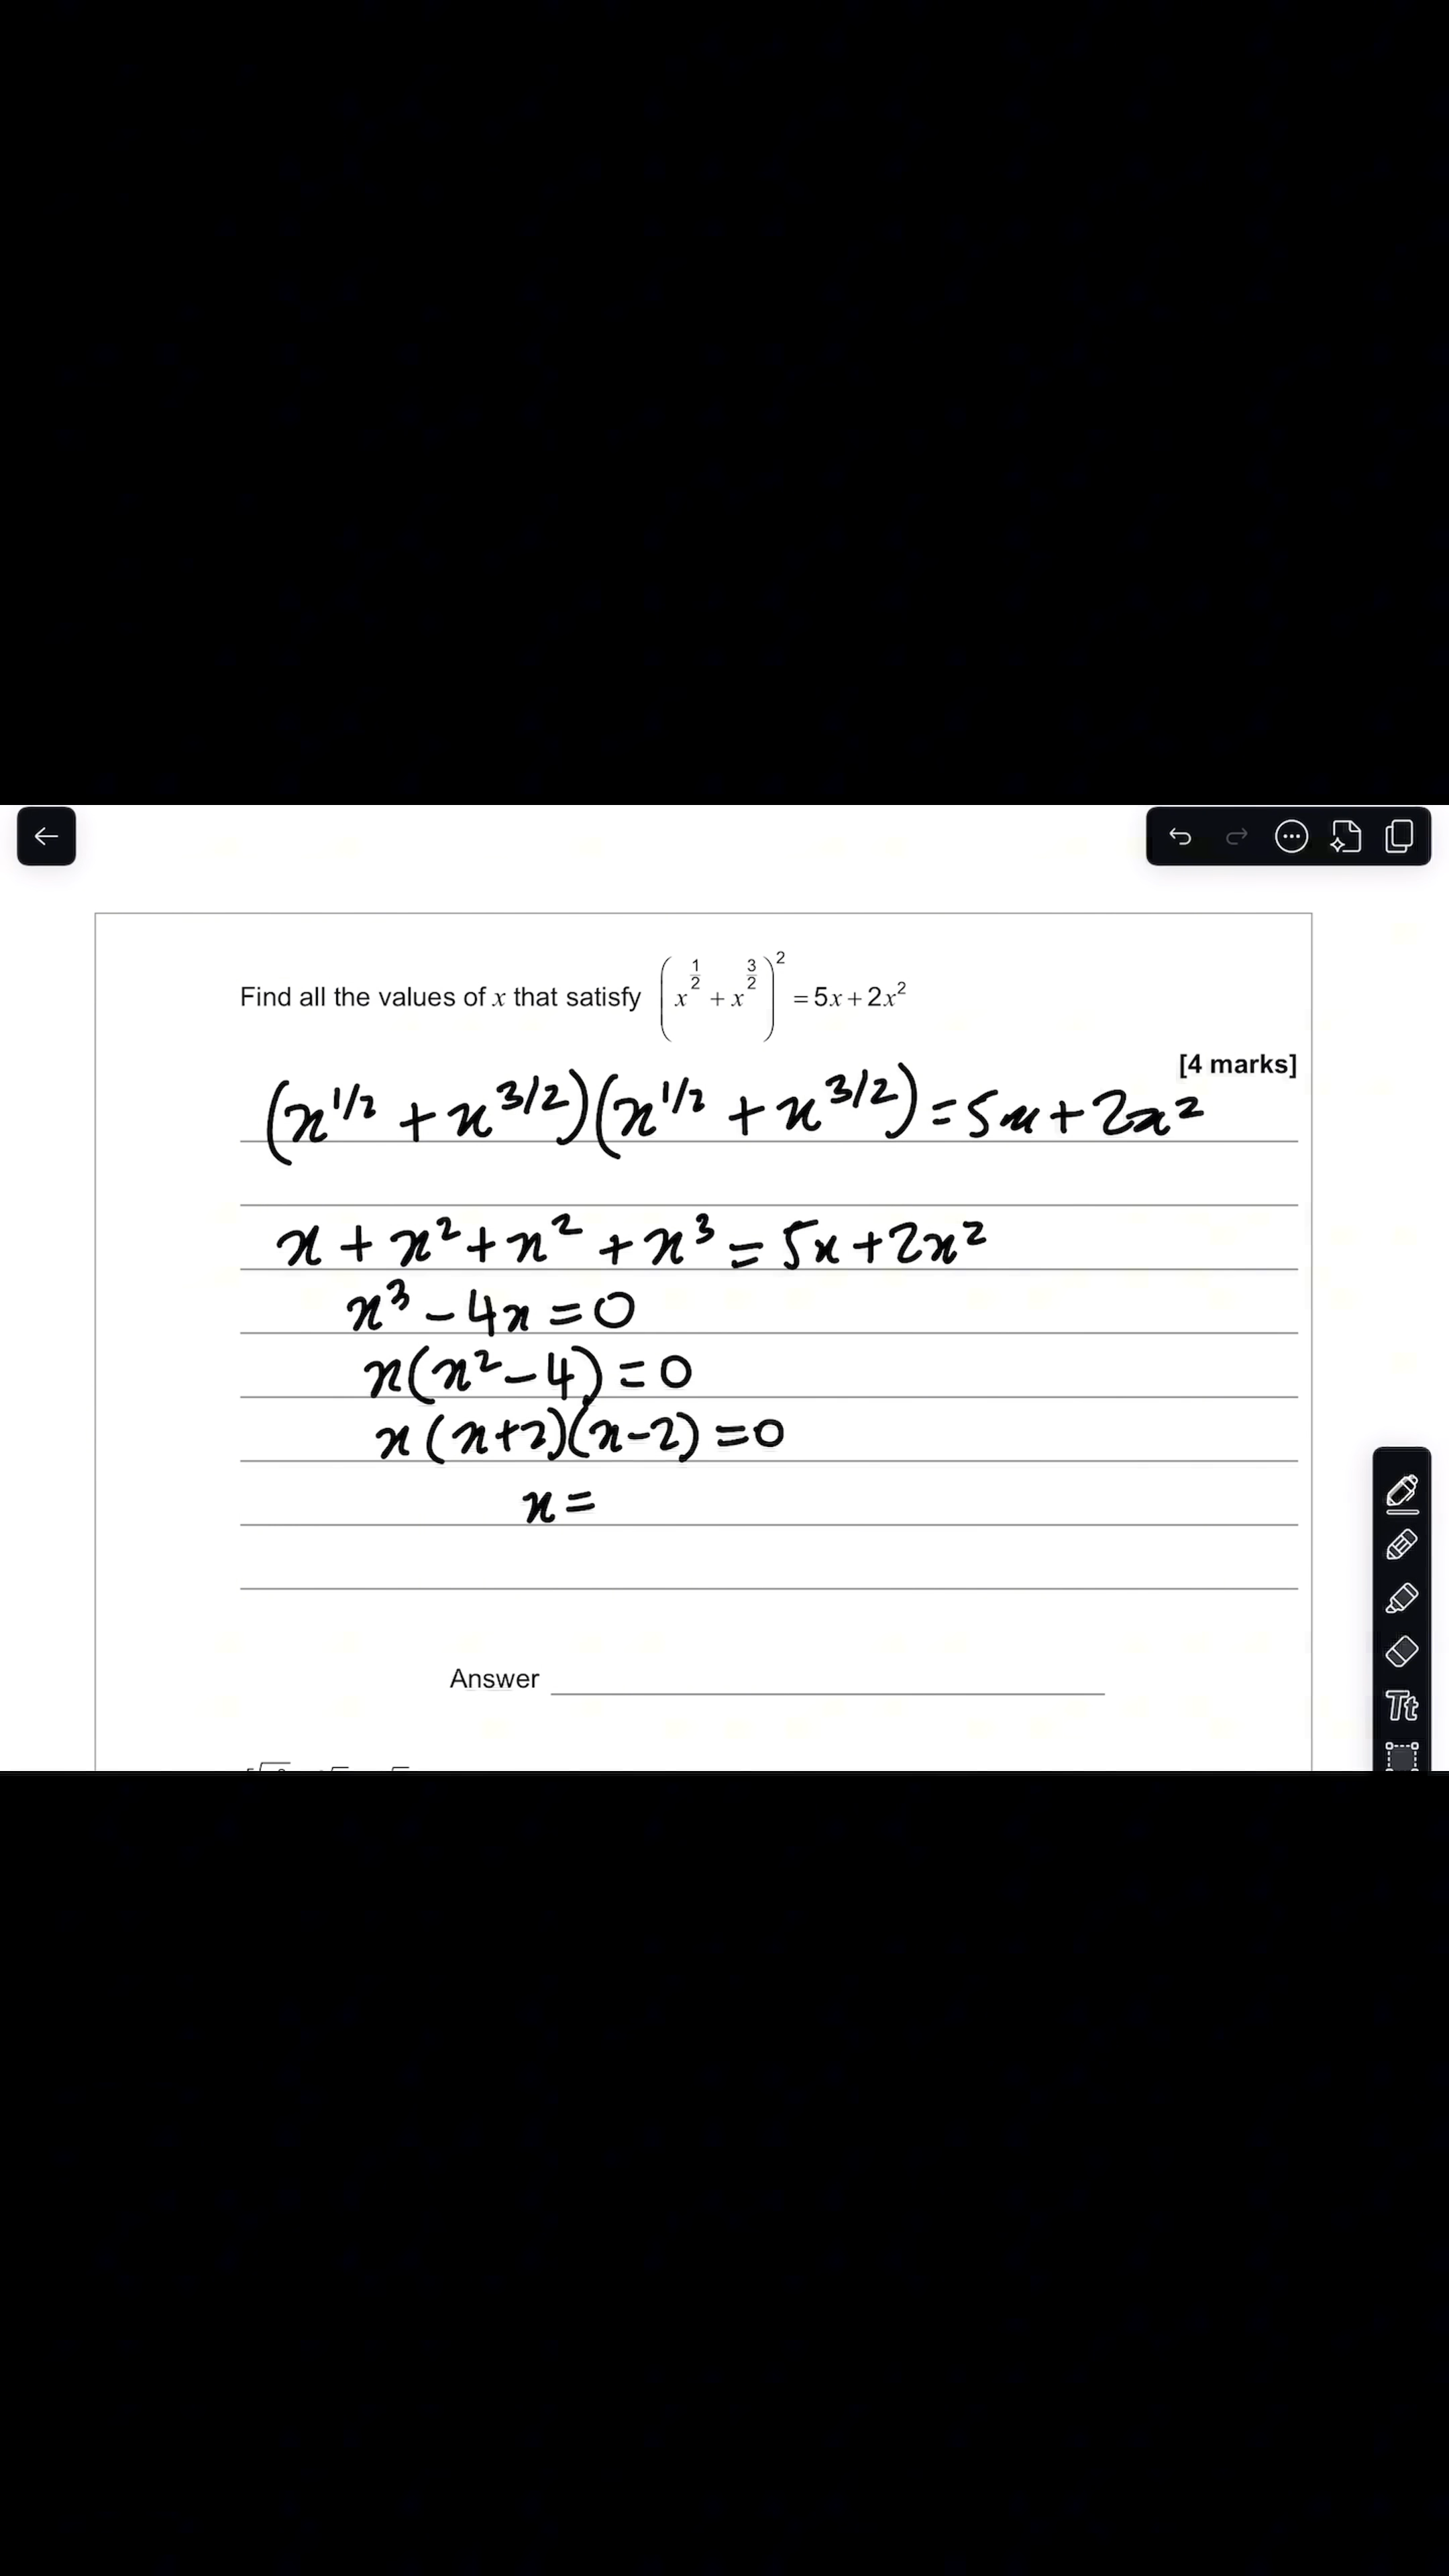 Find all the values of x that satisfy (x^{1/2} + x^{3/2})^2 = 5x + 2x^2
[4 marks]
(x^{1/2} + x^{3/2})(x^{1/2} + x^{3/2}) = 5x + 2x^2
x + x^2 + x^2 + x^3 = 5x + 2x^2
x^3 - 4x = 0
x(x^2 - 4) = 0
x(x+2)(x-2) = 0
x =
Answer
Tt